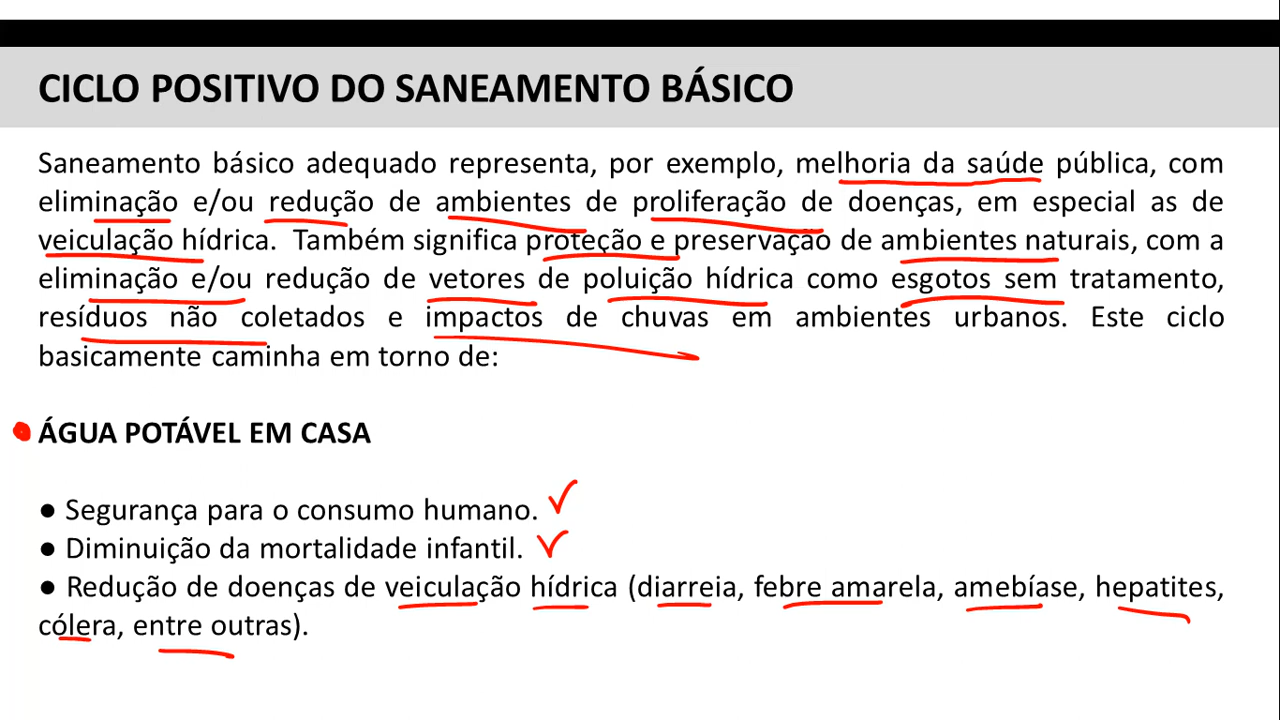 CICLO POSITIVO DO SANEAMENTO BÁSICO
Saneamento básico adequado representa, por exemplo, melhoria da saúde pública, com
eliminação e/ou redução de ambientes de proliferação de doenças, em especial as de
veiculação hídrica. Também significa proteção e preservação de ambientes naturais, com a
eliminação e/ou redução de vetores de poluição hídrica como esgotos sem tratamento,
resíduos não coletados e impactos de chuvas em ambientes urbanos. Este ciclo
basicamente caminha em torno de:
ÁGUA POTÁVEL EM CASA
● Segurança para o consumo humano.
● Diminuição da mortalidade infantil.
● Redução de doenças de veiculação hídrica (diarreia, febre amarela, amebíase, hepatites,
cólera, entre outras).